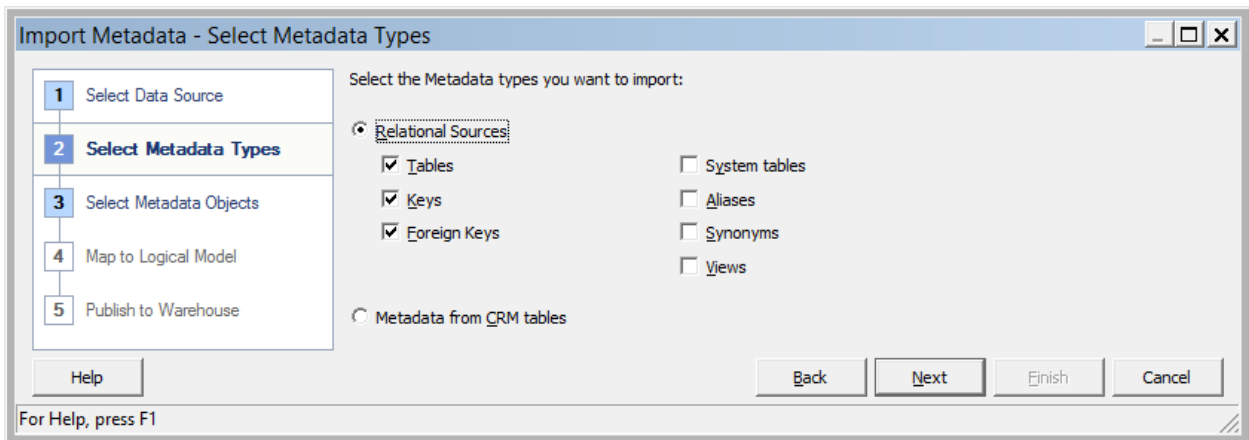 Import Metadata - Select Metadata Types
1 Select Data Source
2 Select Metadata Types
3 Select Metadata Objects
4 Map to Logical Model
5 Publish to Warehouse
Select the Metadata types you want to import:
Relational Sources
Tables
System tables
Keys
Aliases
Foreign Keys
Synonyms
Views
Metadata from CRM tables
Help
Back
Next
Finish
Cancel
For Help, press F1